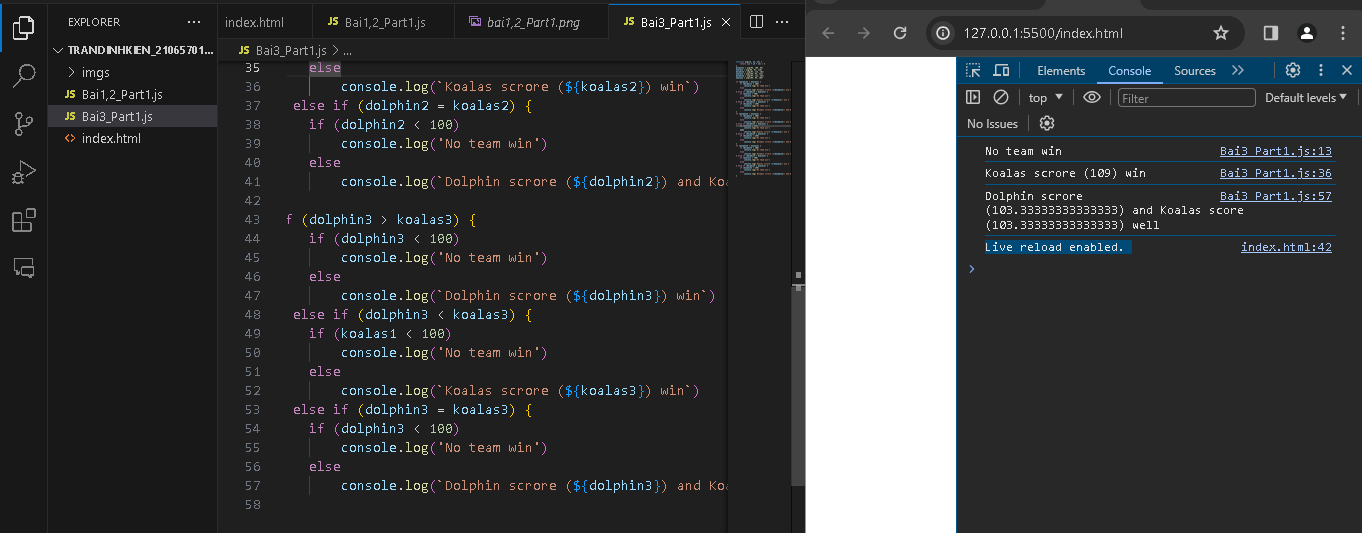 EXPLORER
TRANDINHKIEN_21065701...
imgs
JS Bai1,2_Part1.js
JS Bai3_Part1.js
<> index.html
index.html
JS Bai1,2_Part1.js
bai1,2_Part1.png
JS Bai3_Part1.js
JS Bai3_Part1.js > ...
35 else
36 console.log(`Koalas scrore (${koalas2}) win`)
37 else if (dolphin2 = koalas2) {
38 if (dolphin2 < 100)
39 console.log('No team win')
40 else
41 console.log(`Dolphin scrore (${dolphin2}) and Koa
42
43 f (dolphin3 > koalas3) {
44 if (dolphin3 < 100)
45 console.log('No team win')
46 else
47 console.log(`Dolphin scrore (${dolphin3}) win`)
48 else if (dolphin3 < koalas3) {
49 if (koalas1 < 100)
50 console.log('No team win')
51 else
52 console.log(`Koalas scrore (${koalas3}) win`)
53 else if (dolphin3 = koalas3) {
54 if (dolphin3 < 100)
55 console.log('No team win')
56 else
57 console.log(`Dolphin scrore (${dolphin3}) and Koa
58
127.0.0.1:5500/index.html
Elements Console Sources
top Filter Default levels
No Issues
No team win Bai3_Part1.js:13
Koalas scrore (109) win Bai3_Part1.js:36
Dolphin scrore Bai3_Part1.js:57
(103.33333333333333) and Koalas score
(103.33333333333333) well
Live reload enabled. index.html:42